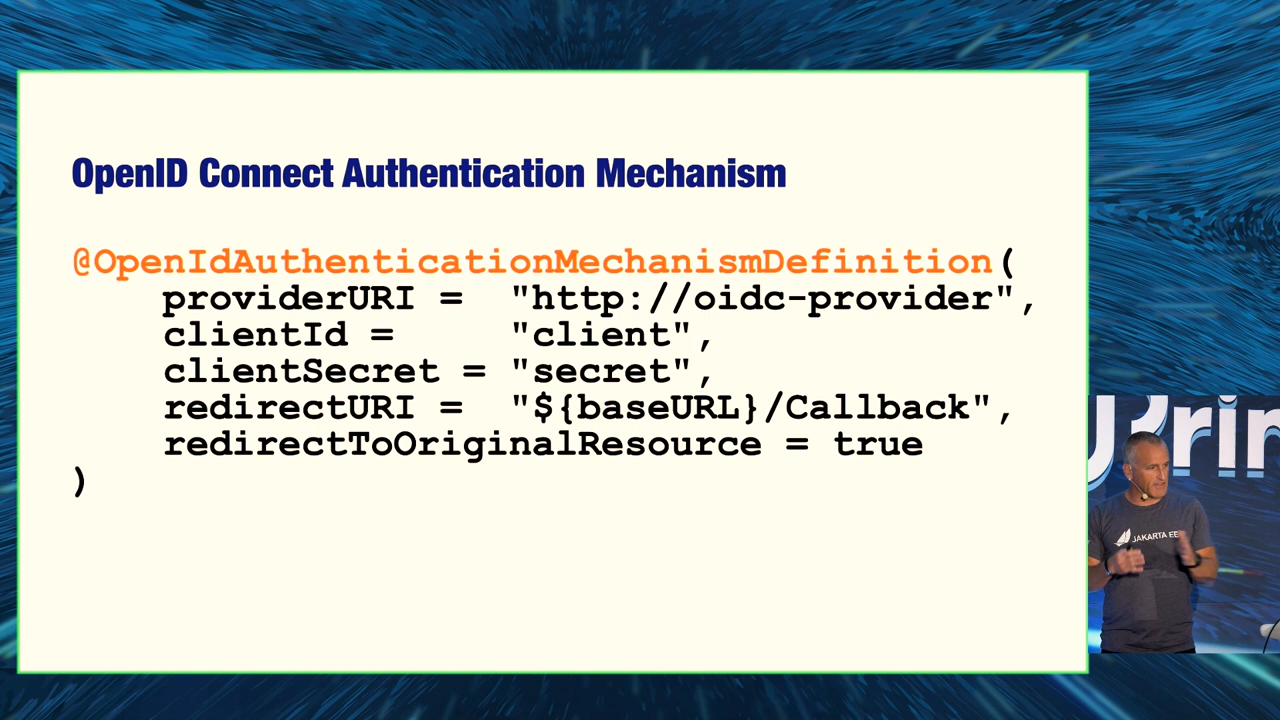 OpenID Connect Authentication Mechanism
@OpenIdAuthenticationMechanismDefinition(
    providerURI =  "http://oidc-provider",
    clientId =     "client",
    clientSecret = "secret",
    redirectURI =  "${baseURL}/Callback",
    redirectToOriginalResource = true
)
JAKARTA EE